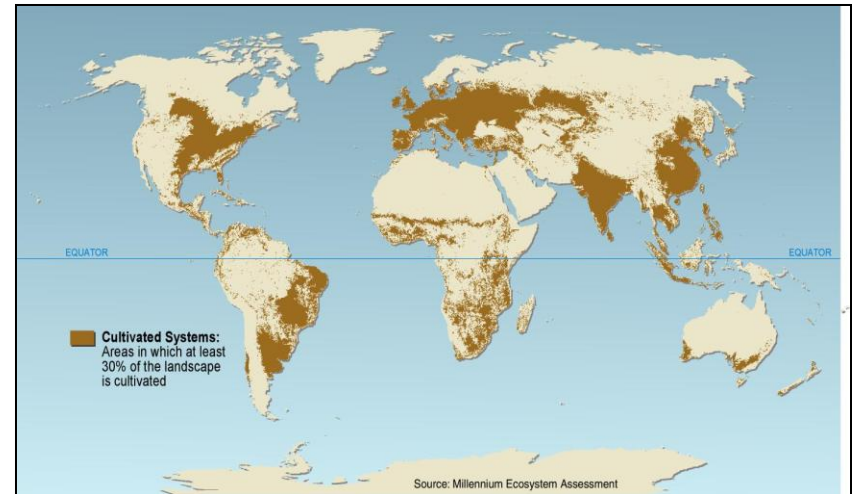 EQUATOR
EQUATOR
Cultivated Systems:
Areas in which at least
30% of the landscape
is cultivated
Source: Millennium Ecosystem Assessment